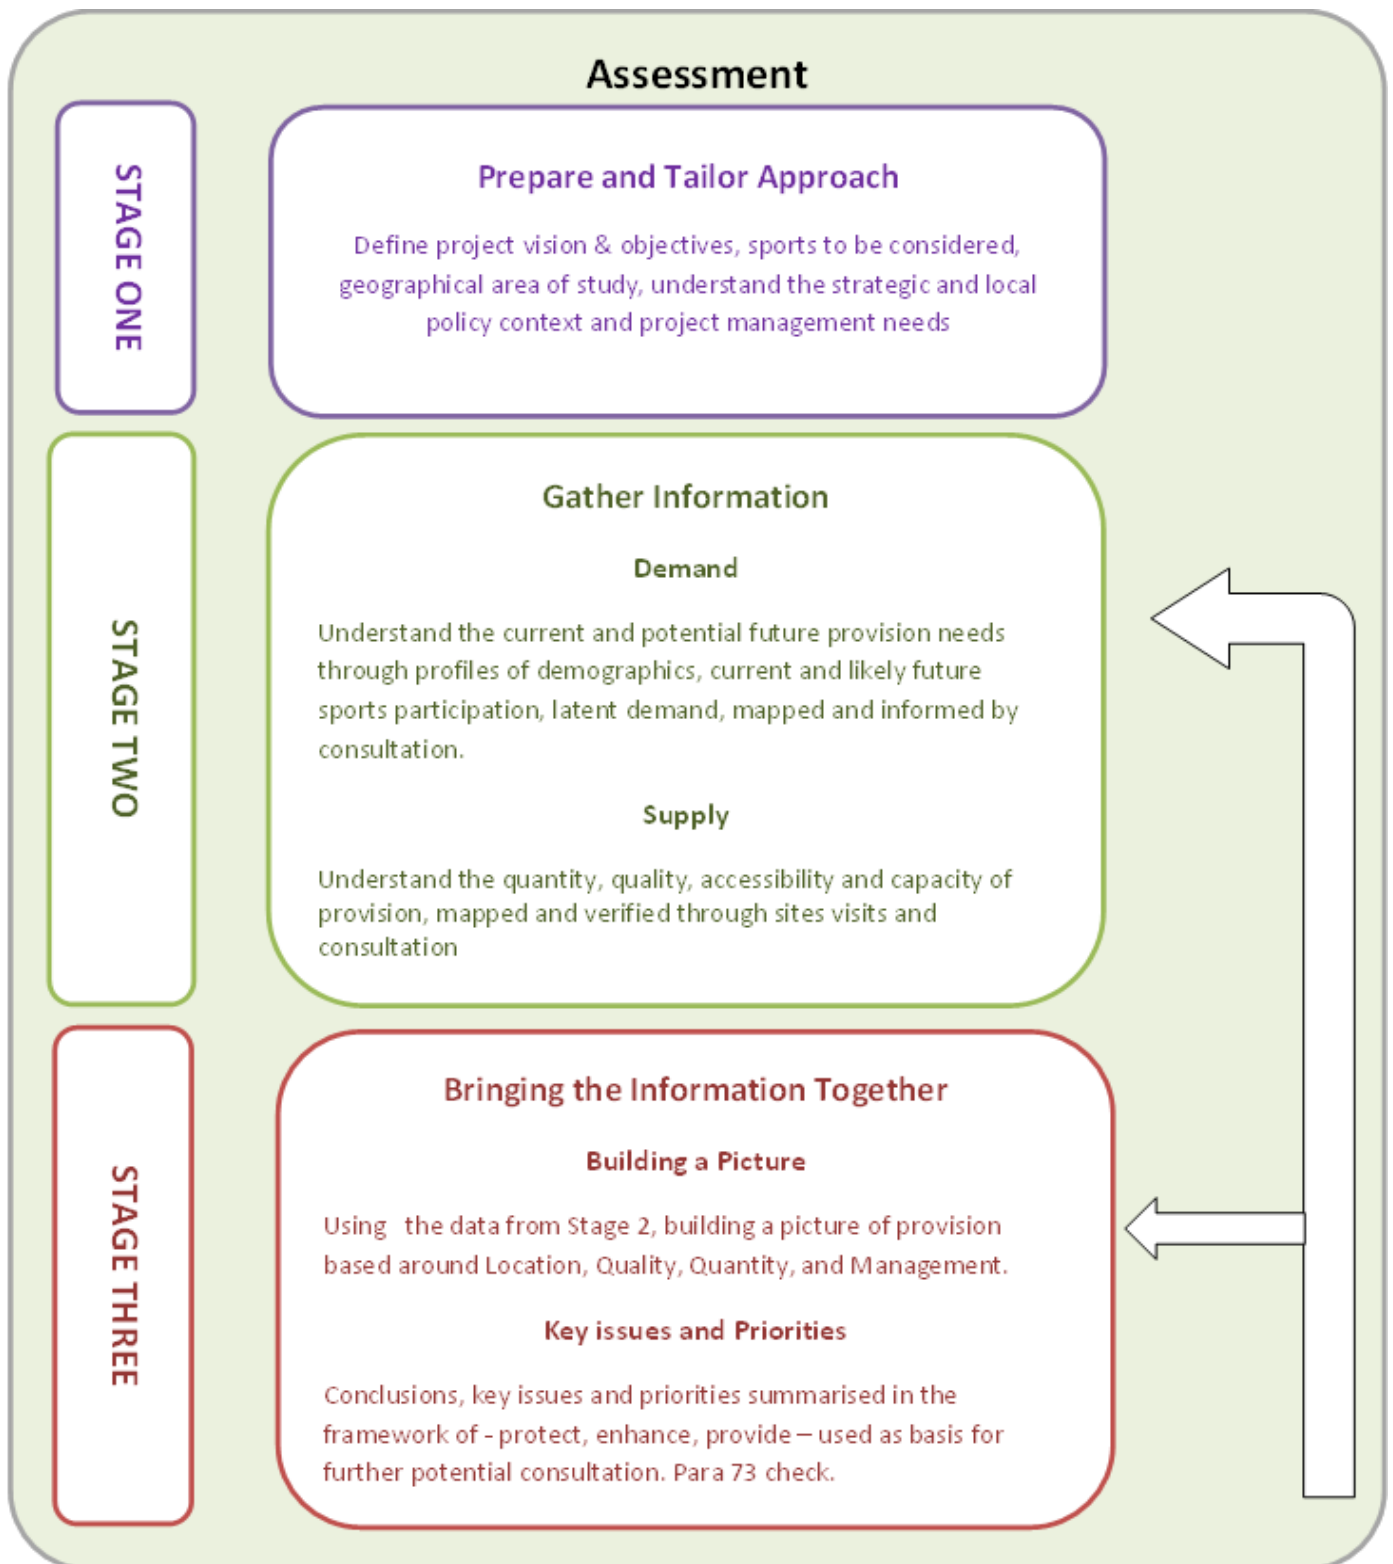 Assessment
STAGE ONE
Prepare and Tailor Approach
Define project vision & objectives, sports to be considered,
geographical area of study, understand the strategic and local
policy context and project management needs
STAGE TWO
Gather Information
Demand
Understand the current and potential future provision needs
through profiles of demographics, current and likely future
sports participation, latent demand, mapped and informed by
consultation.
Supply
Understand the quantity, quality, accessibility and capacity of
provision, mapped and verified through sites visits and
consultation
STAGE THREE
Bringing the Information Together
Building a Picture
Using the data from Stage 2, building a picture of provision
based around Location, Quality, Quantity, and Management.
Key issues and Priorities
Conclusions, key issues and priorities summarised in the
framework of - protect, enhance, provide – used as basis for
further potential consultation. Para 73 check.